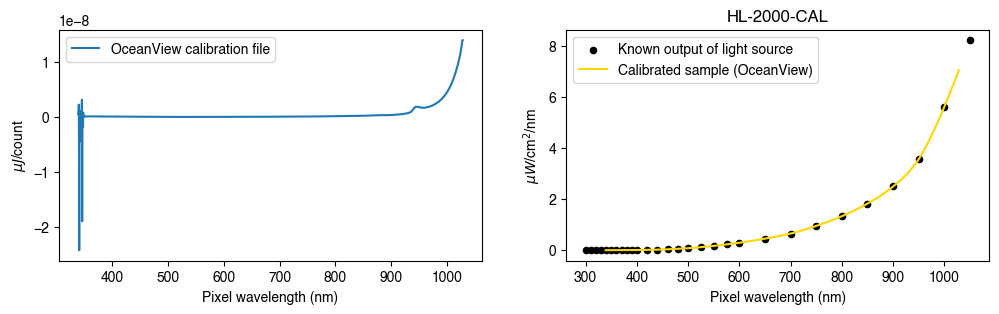 1e−8
OceanView calibration file
1
0
−1
−2
μJ/count
400 500 600 700 800 900 1000
Pixel wavelength (nm)
HL-2000-CAL
Known output of light source
Calibrated sample (OceanView)
8
6
4
2
0
μW/cm²/nm
300 400 500 600 700 800 900 1000
Pixel wavelength (nm)